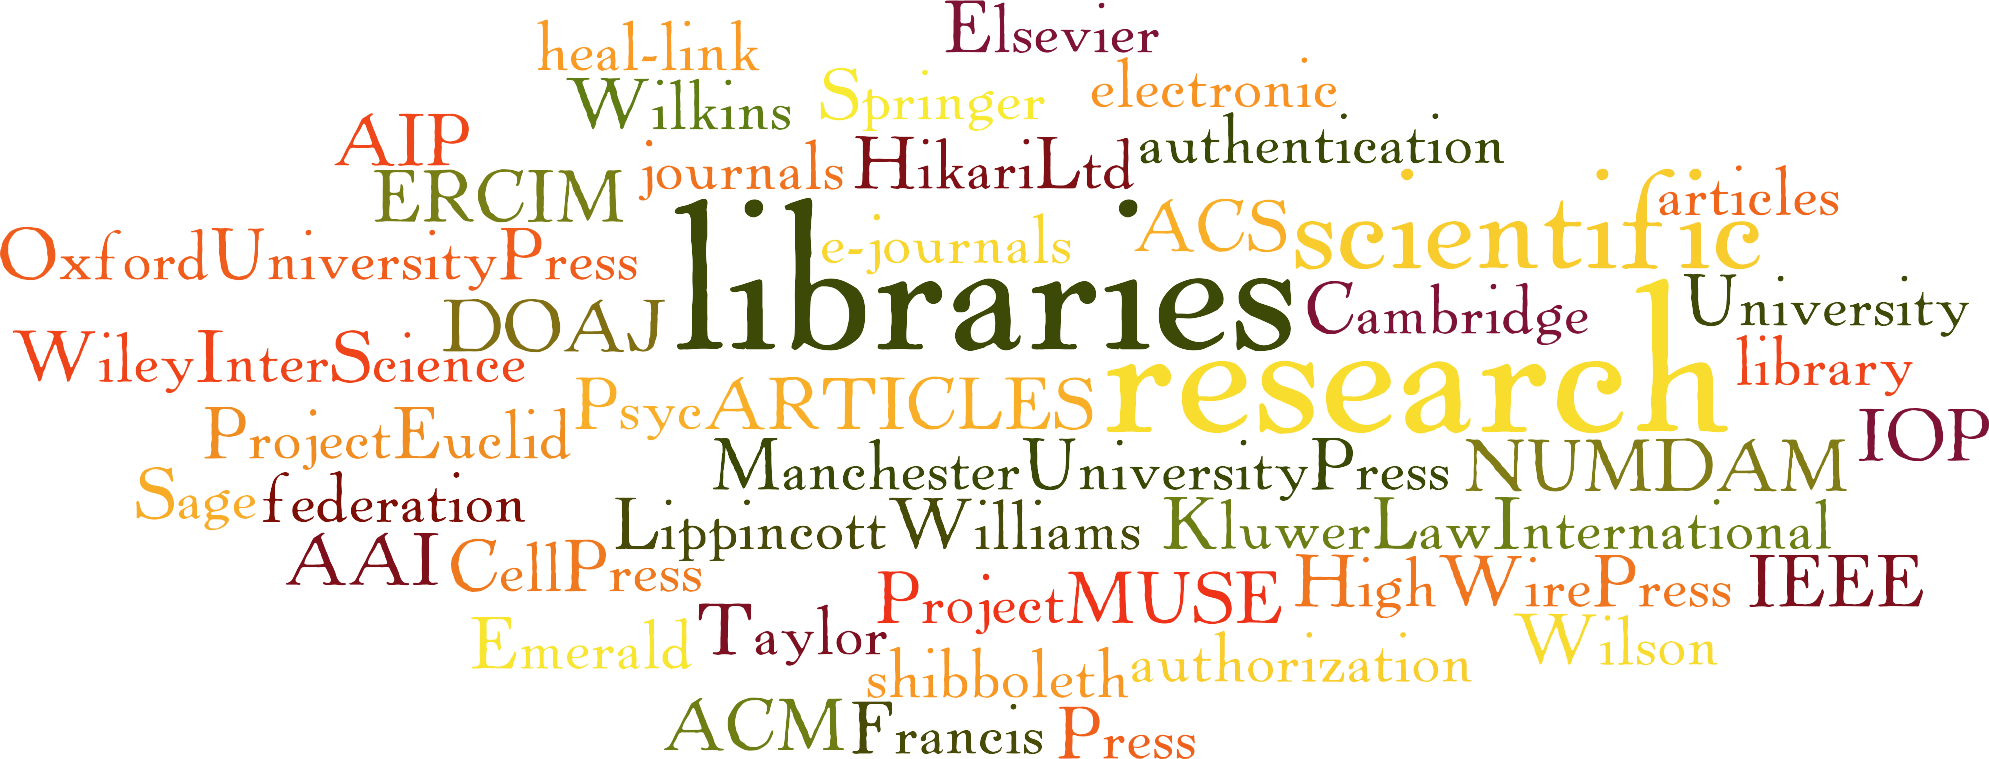 Elsevier
heal-link
electronic
Springer
Wilkins
AIP
authentication
journals
HikariLtd
ERCIM
articles
scientific
ACS
e-journals
OxfordUniversityPress
libraries
University
Cambridge
DOAJ
WileyInterScience
library
research
PsycARTICLES
ProjectEuclid
IOP
ManchesterUniversityPress
NUMDAM
Sage
federation
Lippincott
Williams
KluwerLawInternational
AAI
CellPress
ProjectMUSE
HighWirePress
IEEE
Emerald
Taylor
Wilson
shibboleth
authorization
ACM
Francis
Press